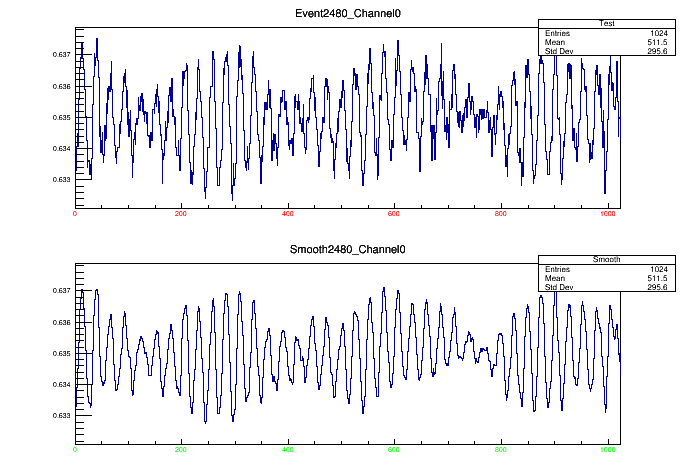 Event2480_Channel0
Test
Entries 1024
Mean 511.5
Std Dev 295.6
0.637
0.636
0.635
0.634
0.633
0 200 400 600 800 1000
Smooth2480_Channel0
Smooth
Entries 1024
Mean 511.5
Std Dev 295.6
0.637
0.636
0.635
0.634
0.633
0 200 400 600 800 1000